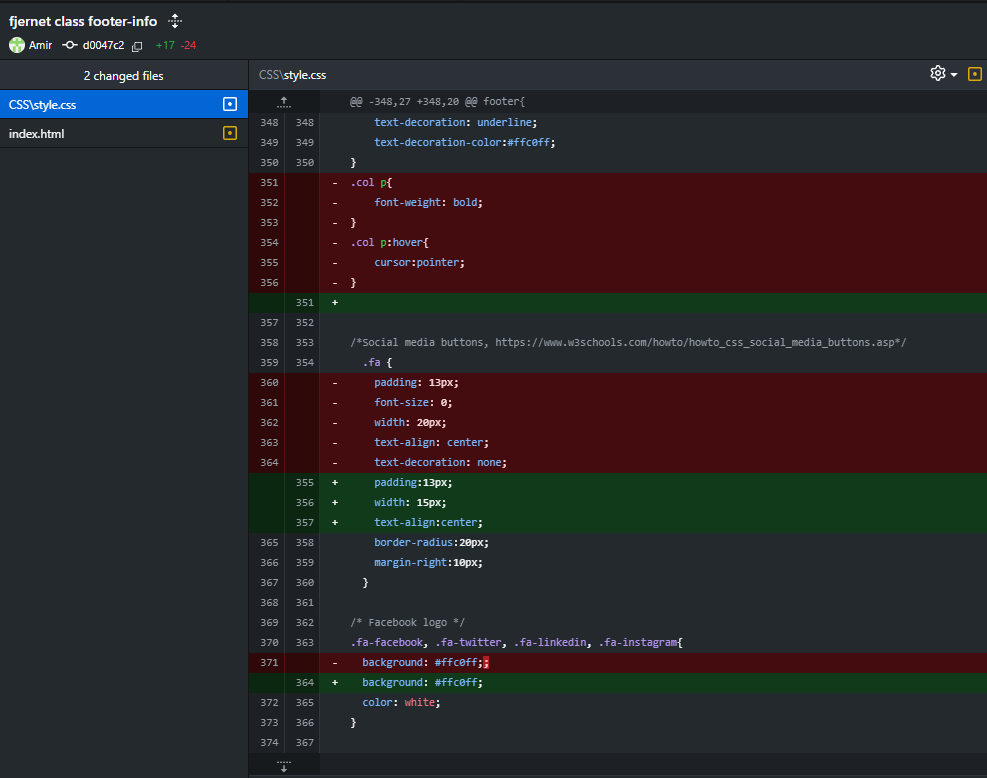 fjernet class footer-info
Amir d0047c2 +17 -24
2 changed files
CSS\style.css
index.html
CSS\style.css
@@ -348,27 +348,20 @@ footer{
348 348 text-decoration: underline;
349 349 text-decoration-color:#ffc0ff;
350 350 }
351 - .col p{
352 - font-weight: bold;
353 - }
354 - .col p:hover{
355 - cursor:pointer;
356 - }
351 +
357 352
358 353 /*Social media buttons, https://www.w3schools.com/howto/howto_css_social_media_buttons.asp*/
359 354 .fa {
360 - padding: 13px;
361 - font-size: 0;
362 - width: 20px;
363 - text-align: center;
364 - text-decoration: none;
355 + padding:13px;
356 + width: 15px;
357 + text-align:center;
365 358 border-radius:20px;
366 359 margin-right:10px;
367 360 }
368 361
369 362 /* Facebook logo */
370 363 .fa-facebook, .fa-twitter, .fa-linkedin, .fa-instagram{
371 - background: #ffc0ff;;
364 + background: #ffc0ff;
372 365 color: white;
373 366 }
374 367